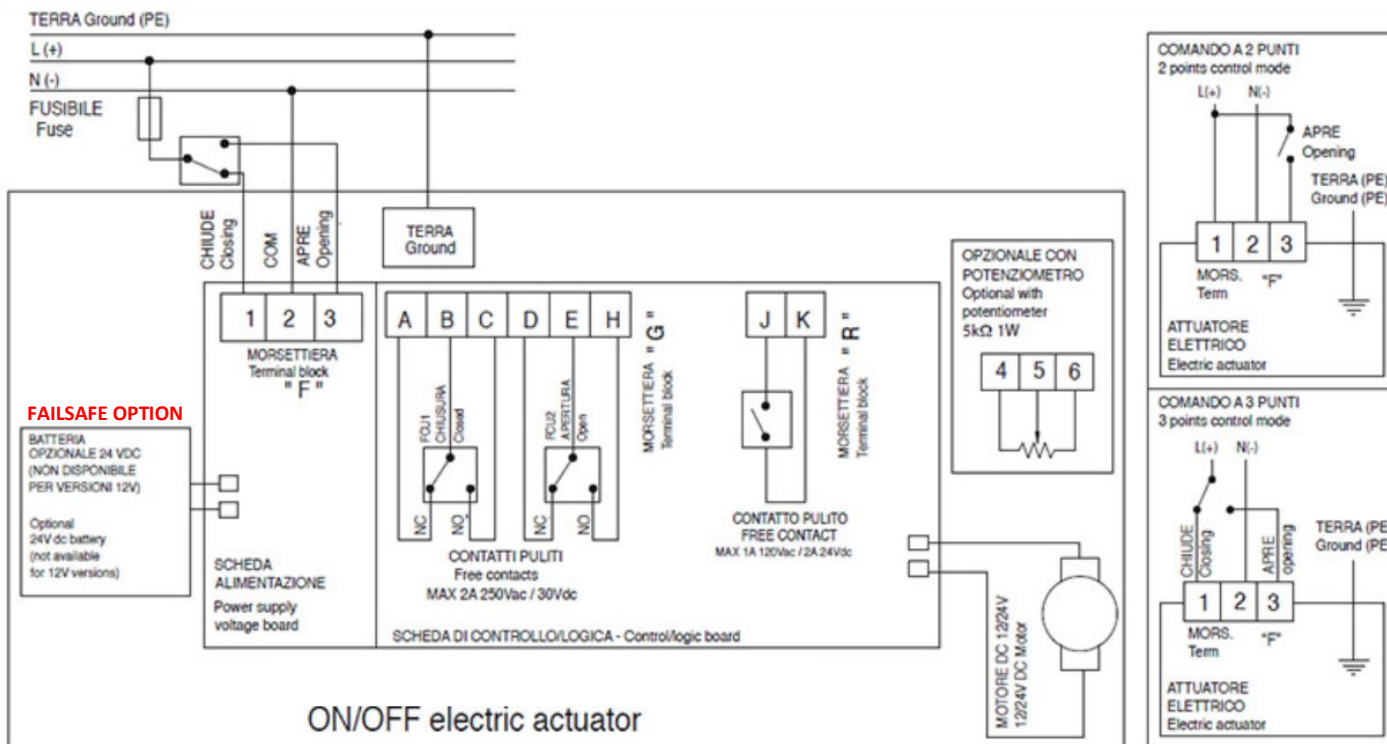 TERRA Ground (PE)
L (+)
N (-)
FUSIBILE
Fuse
CHIUDE
Closing
COM
APRE
Opening
TERRA
Ground
1 2 3
MORSETTIERA
Terminal block
"F"
FAILSAFE OPTION
BATTERIA
OPZIONALE 24 VDC
(NON DISPONIBILE
PER VERSIONI 12V)
Optional
24V dc battery
(not available
for 12V versions)
SCHEDA
ALIMENTAZIONE
Power supply
voltage board
A B C D E H
MORSETTIERA "G"
Terminal block
FCU1
CHIUSURA
Closed
FCU2
APERTURA
Open
NC
NO
NC
NO
CONTATTI PULITI
Free contacts
MAX 2A 250Vac / 30Vdc
J K
MORSETTIERA "R"
Terminal block
CONTATTO PULITO
FREE CONTACT
MAX 1A 120Vac / 2A 24Vdc
SCHEDA DI CONTROLLO/LOGICA - Control/logic board
OPZIONALE CON
POTENZIOMETRO
Optional with
potentiometer
5kΩ 1W
4 5 6
MOTORE DC 12/24V
12/24V DC Motor
ON/OFF electric actuator
COMANDO A 2 PUNTI
2 points control mode
L(+) N(-)
APRE
Opening
TERRA (PE)
Ground (PE)
1 2 3
MORS. "F"
Term
ATTUATORE
ELETTRICO
Electric actuator
COMANDO A 3 PUNTI
3 points control mode
L(+) N(-)
CHIUDE
Closing
APRE
opening
TERRA (PE
Ground (PE
1 2 3
MORS. "F"
Term
ATTUATORE
ELETTRICO
Electric actuator